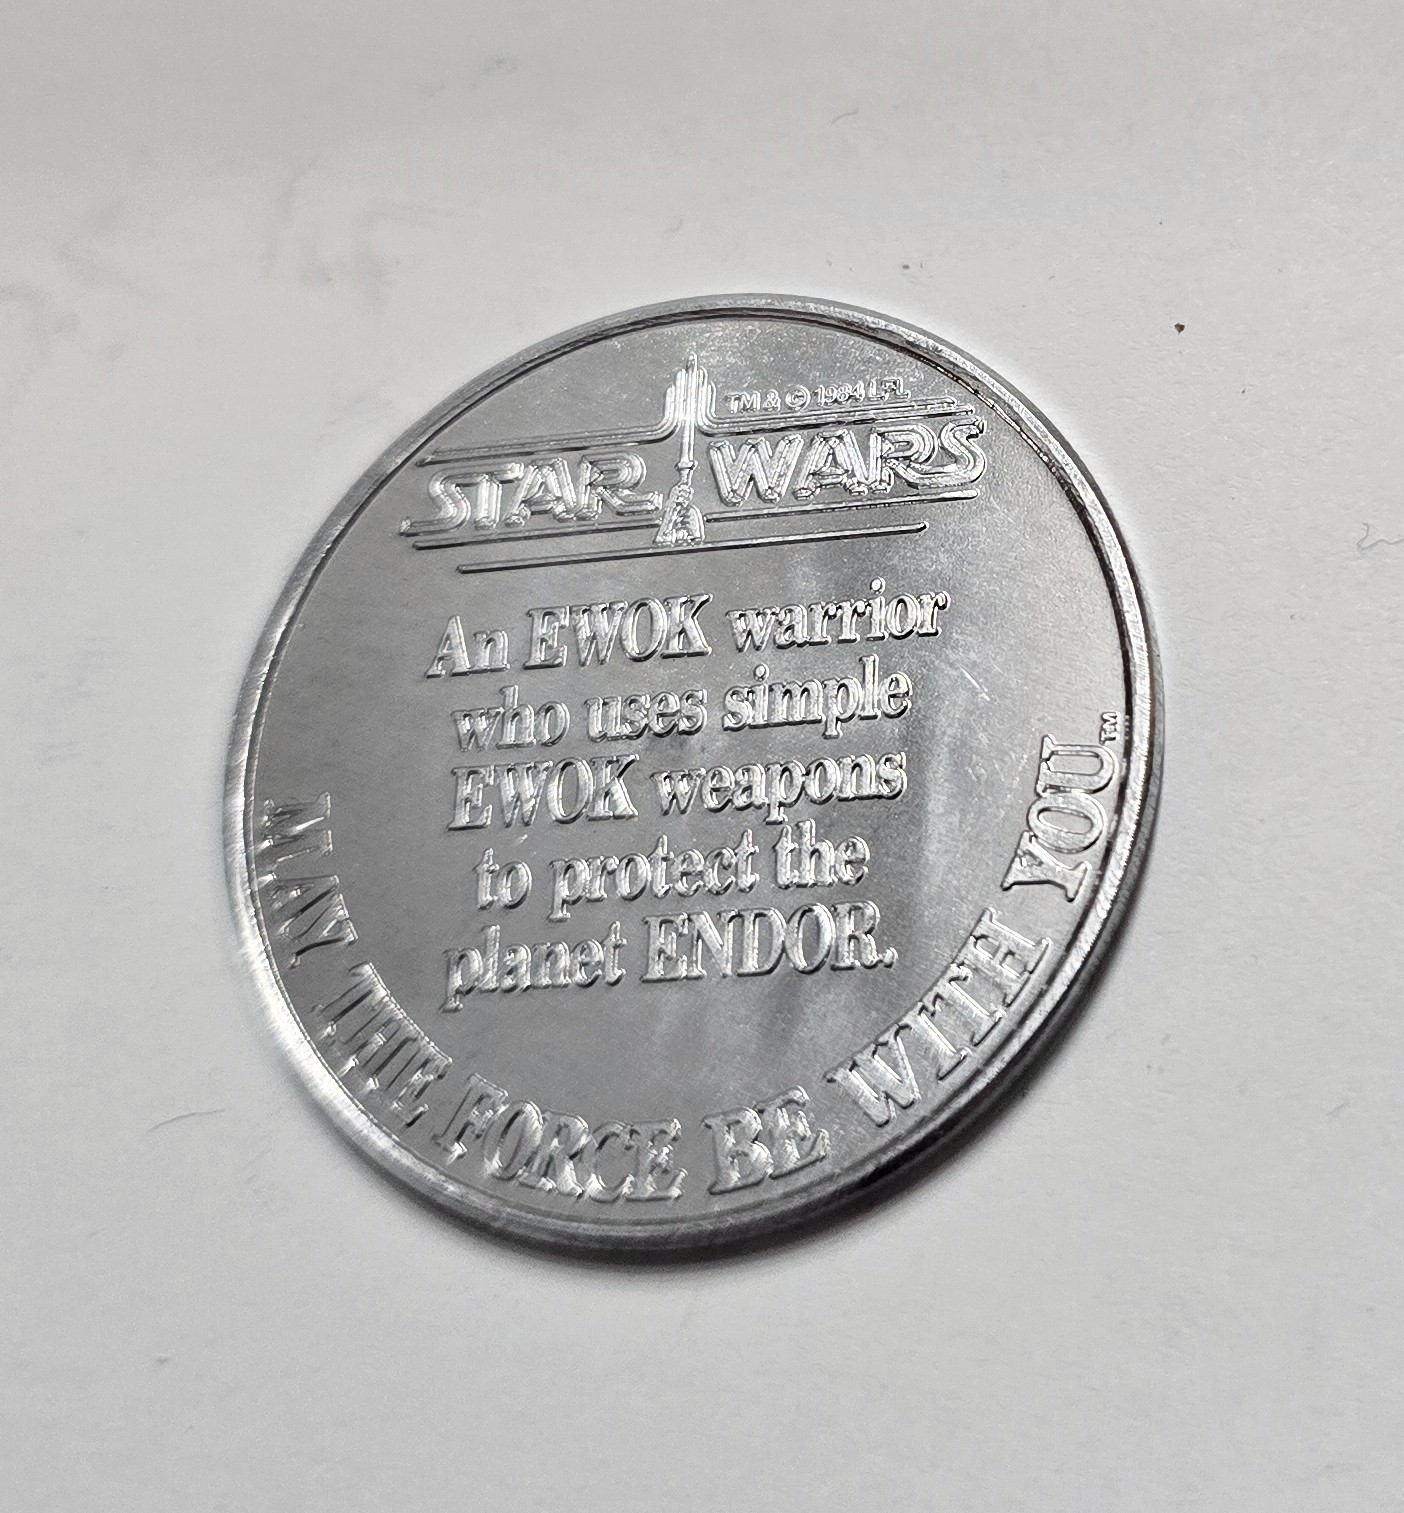 TM & © 1984 LFL
STAR WARS
An EWOK warrior
who uses simple
EWOK weapons
to protect the
planet ENDOR.
MAY THE FORCE BE WITH YOU™